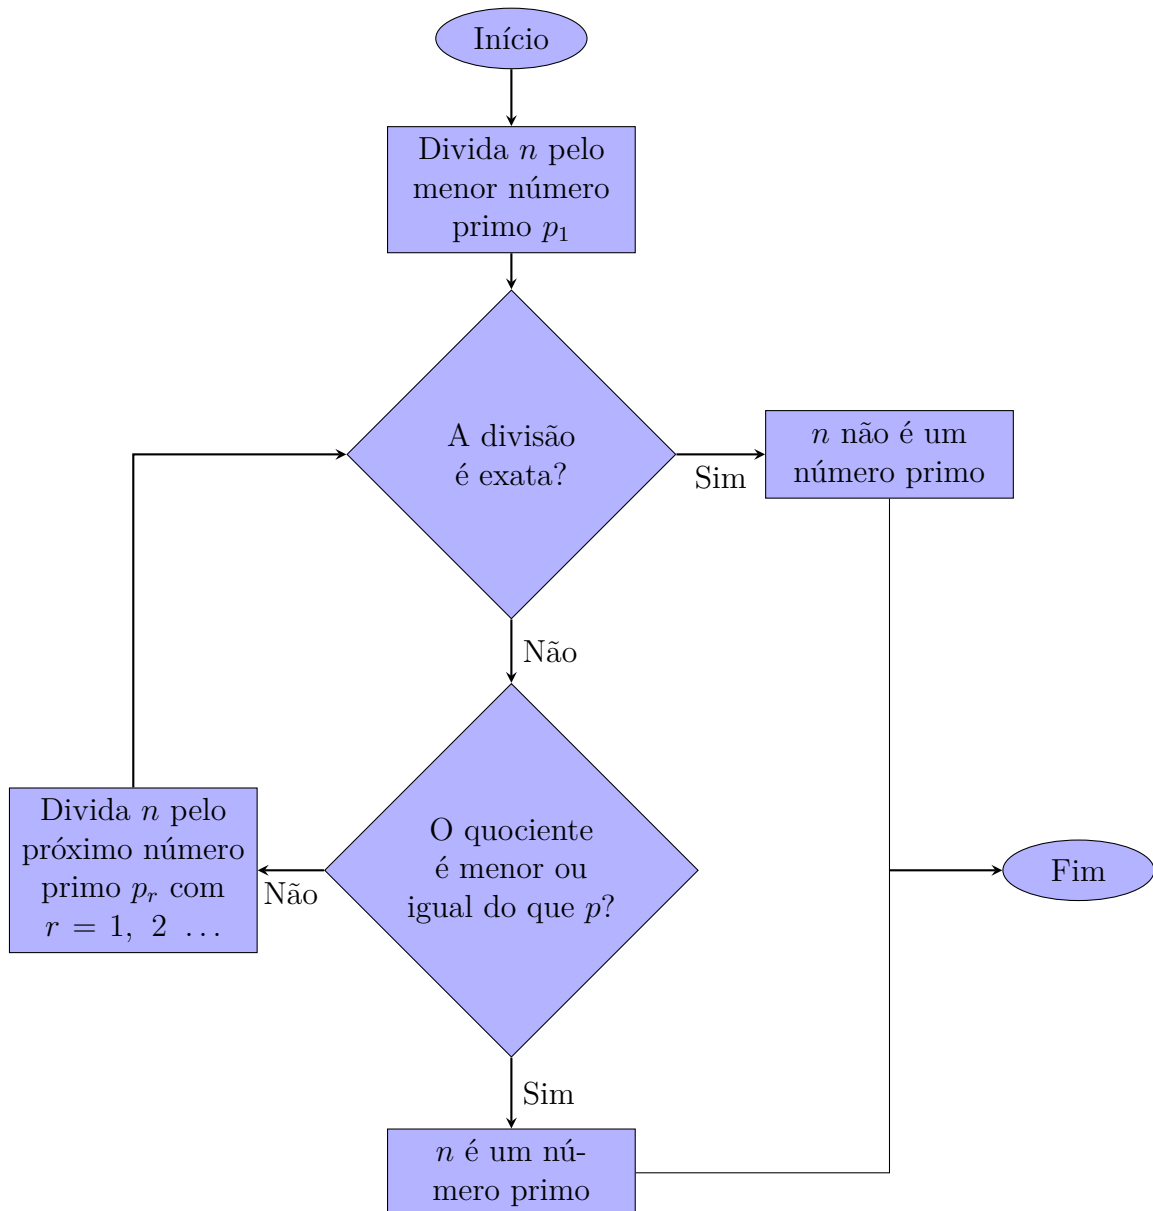 Início
Divida n pelo
menor número
primo p₁
A divisão
é exata?
Sim
n não é um
número primo
Não
O quociente
é menor ou
igual do que p?
Não
Divida n pelo
próximo número
primo pᵣ com
r = 1, 2 …
Fim
Sim
n é um nú-
mero primo